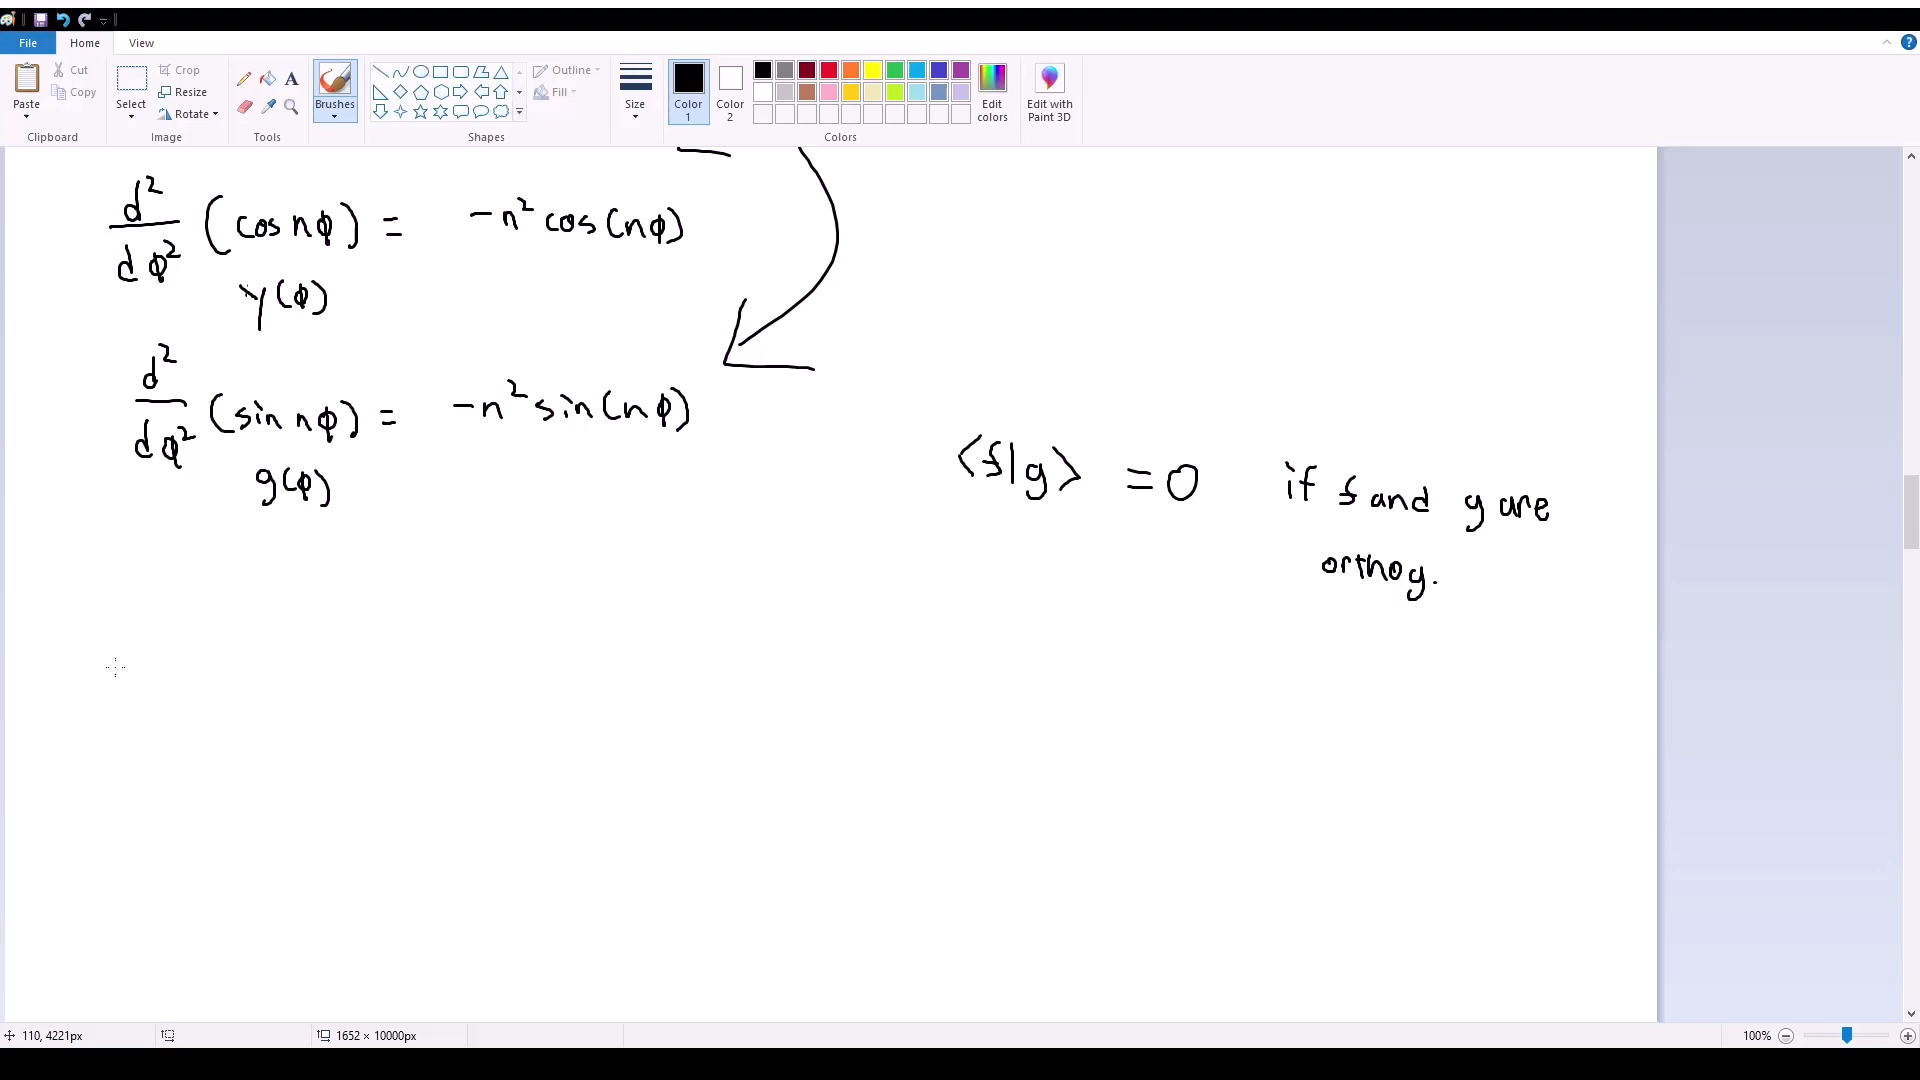 File Home View
Paste
Cut
Copy
Clipboard
Select
Crop
Resize
Rotate
Image
Tools
Brushes
Shapes
Outline
Fill
Size
Color 1
Color 2
Colors
Edit colors
Edit with Paint 3D
d²/dφ² (cos nφ) = -n² cos(nφ)
y(φ)
d²/dφ² (sin nφ) = -n² sin(nφ)
g(φ)
⟨f|g⟩ = 0 if f and g are
orthog.
110, 4221px
1652 × 10000px
100%